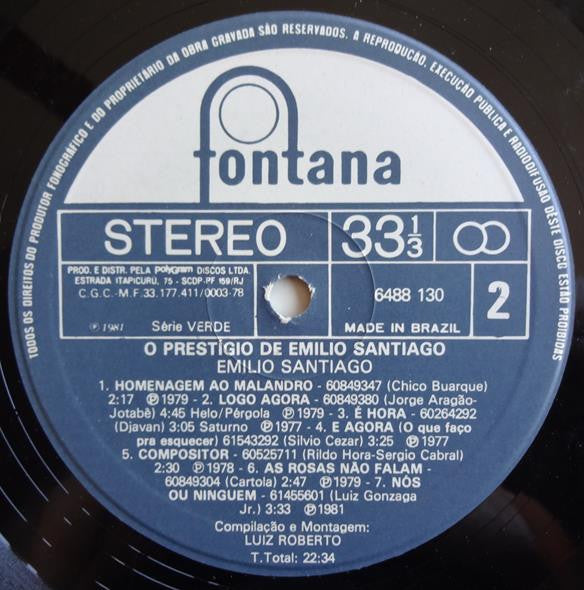 TODOS OS DIREITOS DO PRODUTOR FONOGRÁFICO E DO PROPRIETÁRIO DA OBRA GRAVADA SÃO RESERVADOS. A REPRODUÇÃO, EXECUÇÃO PÚBLICA E RADIODIFUSÃO DESTE DISCO ESTÃO PROIBIDAS
fontana
STEREO 33 1/3
PROD. E DISTR. PELA polyGram DISCOS LTDA.
ESTRADA ITAPICURÚ, 75 - SCDP-PF 159/RJ
C.G.C.-M.F. 33.177.411/0003-78
6488 130
2
℗ 1981 Série VERDE
MADE IN BRAZIL
O PRESTÍGIO DE EMILIO SANTIAGO
EMILIO SANTIAGO
1. HOMENAGEM AO MALANDRO - 60849347 (Chico Buarque)
2:17 ℗ 1979 - 2. LOGO AGORA - 60849380 (Jorge Aragão-
Jotabê) 4:45 Helo/Pérgola ℗ 1979 - 3. É HORA - 60264292
(Djavan) 3:05 Saturno ℗ 1977 - 4. E AGORA (O que faço
pra esquecer) 61543292 (Silvio Cezar) 3:25 ℗ 1977
5. COMPOSITOR - 60525711 (Rildo Hora-Sergio Cabral)
2:30 ℗ 1978 - 6. AS ROSAS NÃO FALAM -
60849304 (Cartola) 2:47 ℗ 1979 - 7. NÓS
OU NINGUEM - 61455601 (Luiz Gonzaga
Jr.) 3:33 ℗ 1981
Compilação e Montagem:
LUIZ ROBERTO
T.Total: 22:34